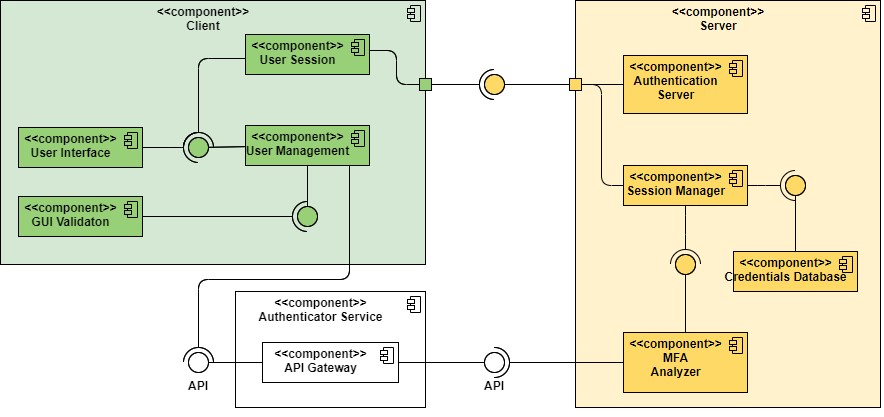 <<component>>
Client
<<component>>
User Session
<<component>>
User Interface
<<component>>
User Management
<<component>>
GUI Validaton
<<component>>
Server
<<component>>
Authentication
Server
<<component>>
Session Manager
<<component>>
Credentials Database
<<component>>
MFA
Analyzer
<<component>>
Authenticator Service
<<component>>
API Gateway
API
API